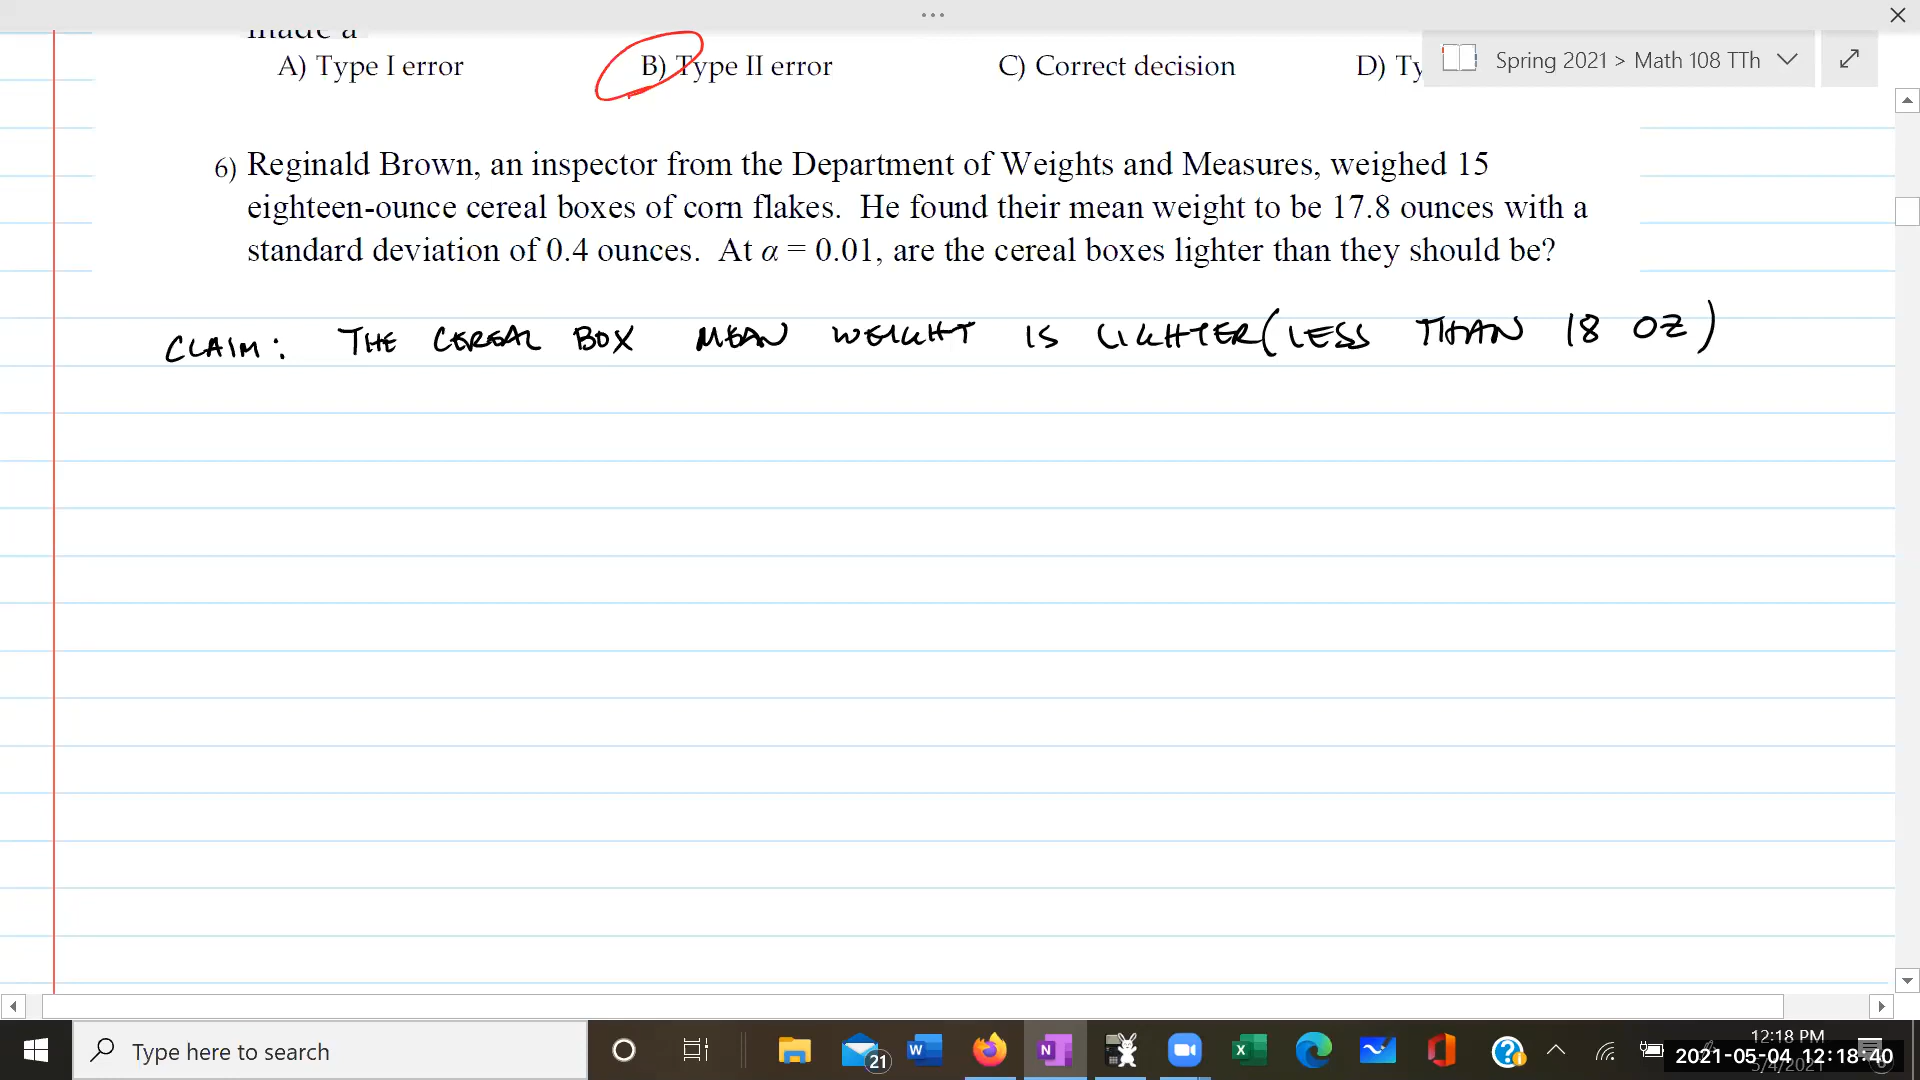 made a
A) Type I error B) Type II error C) Correct decision D) Ty
Spring 2021 > Math 108 TTh
6) Reginald Brown, an inspector from the Department of Weights and Measures, weighed 15
eighteen-ounce cereal boxes of corn flakes. He found their mean weight to be 17.8 ounces with a
standard deviation of 0.4 ounces. At α = 0.01, are the cereal boxes lighter than they should be?
CLAIM: THE CEREAL BOX MEAN WEIGHT IS LIGHTER (LESS THAN 18 OZ)
Type here to search
21
12:18 PM
2021-05-04 12:18:40